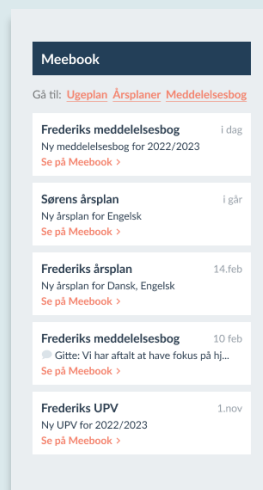 Meebook
Gå til: Ugeplan Årsplaner Meddelelsesbog
Frederiks meddelelsesbog i dag
Ny meddelelsesbog for 2022/2023
Se på Meebook >
Sørens årsplan i går
Ny årsplan for Engelsk
Se på Meebook >
Frederiks årsplan 14.feb
Ny årsplan for Dansk, Engelsk
Se på Meebook >
Frederiks meddelelsesbog 10 feb
Gitte: Vi har aftalt at have fokus på hj...
Se på Meebook >
Frederiks UPV 1.nov
Ny UPV for 2022/2023
Se på Meebook >